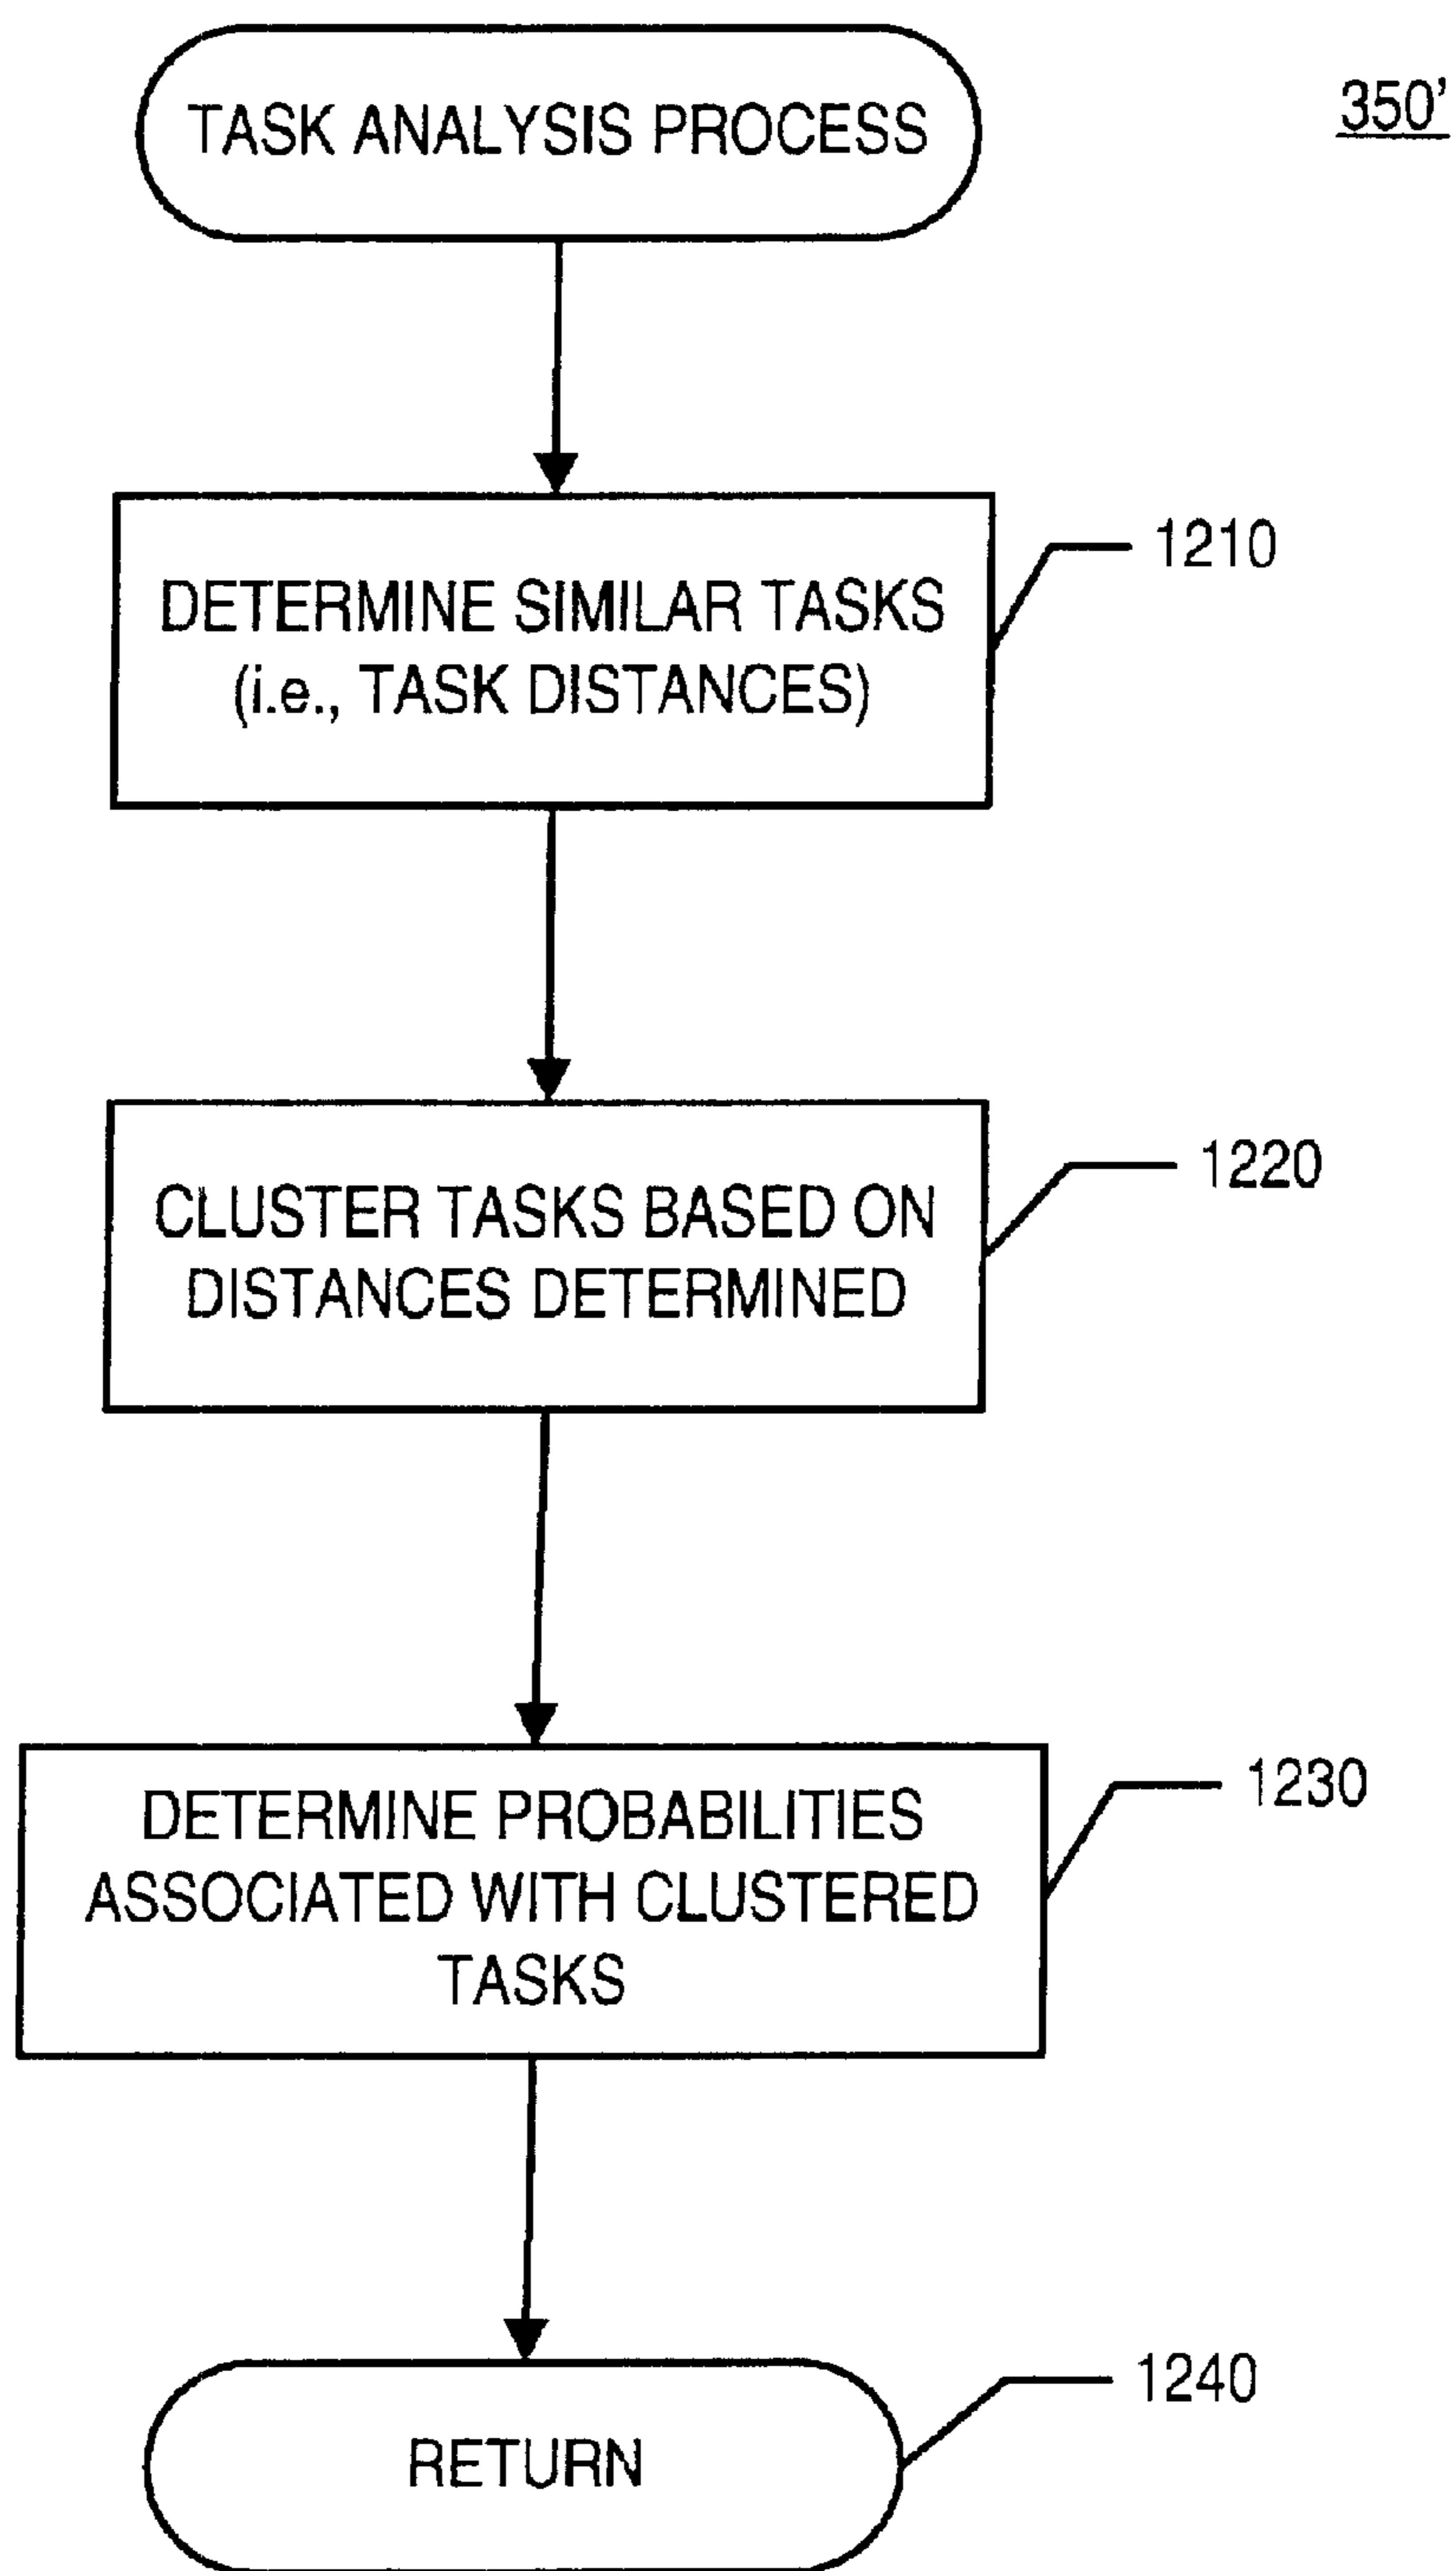 TASK ANALYSIS PROCESS
350'
DETERMINE SIMILAR TASKS
(i.e., TASK DISTANCES)
1210
CLUSTER TASKS BASED ON
DISTANCES DETERMINED
1220
DETERMINE PROBABILITIES
ASSOCIATED WITH CLUSTERED
TASKS
1230
RETURN
1240